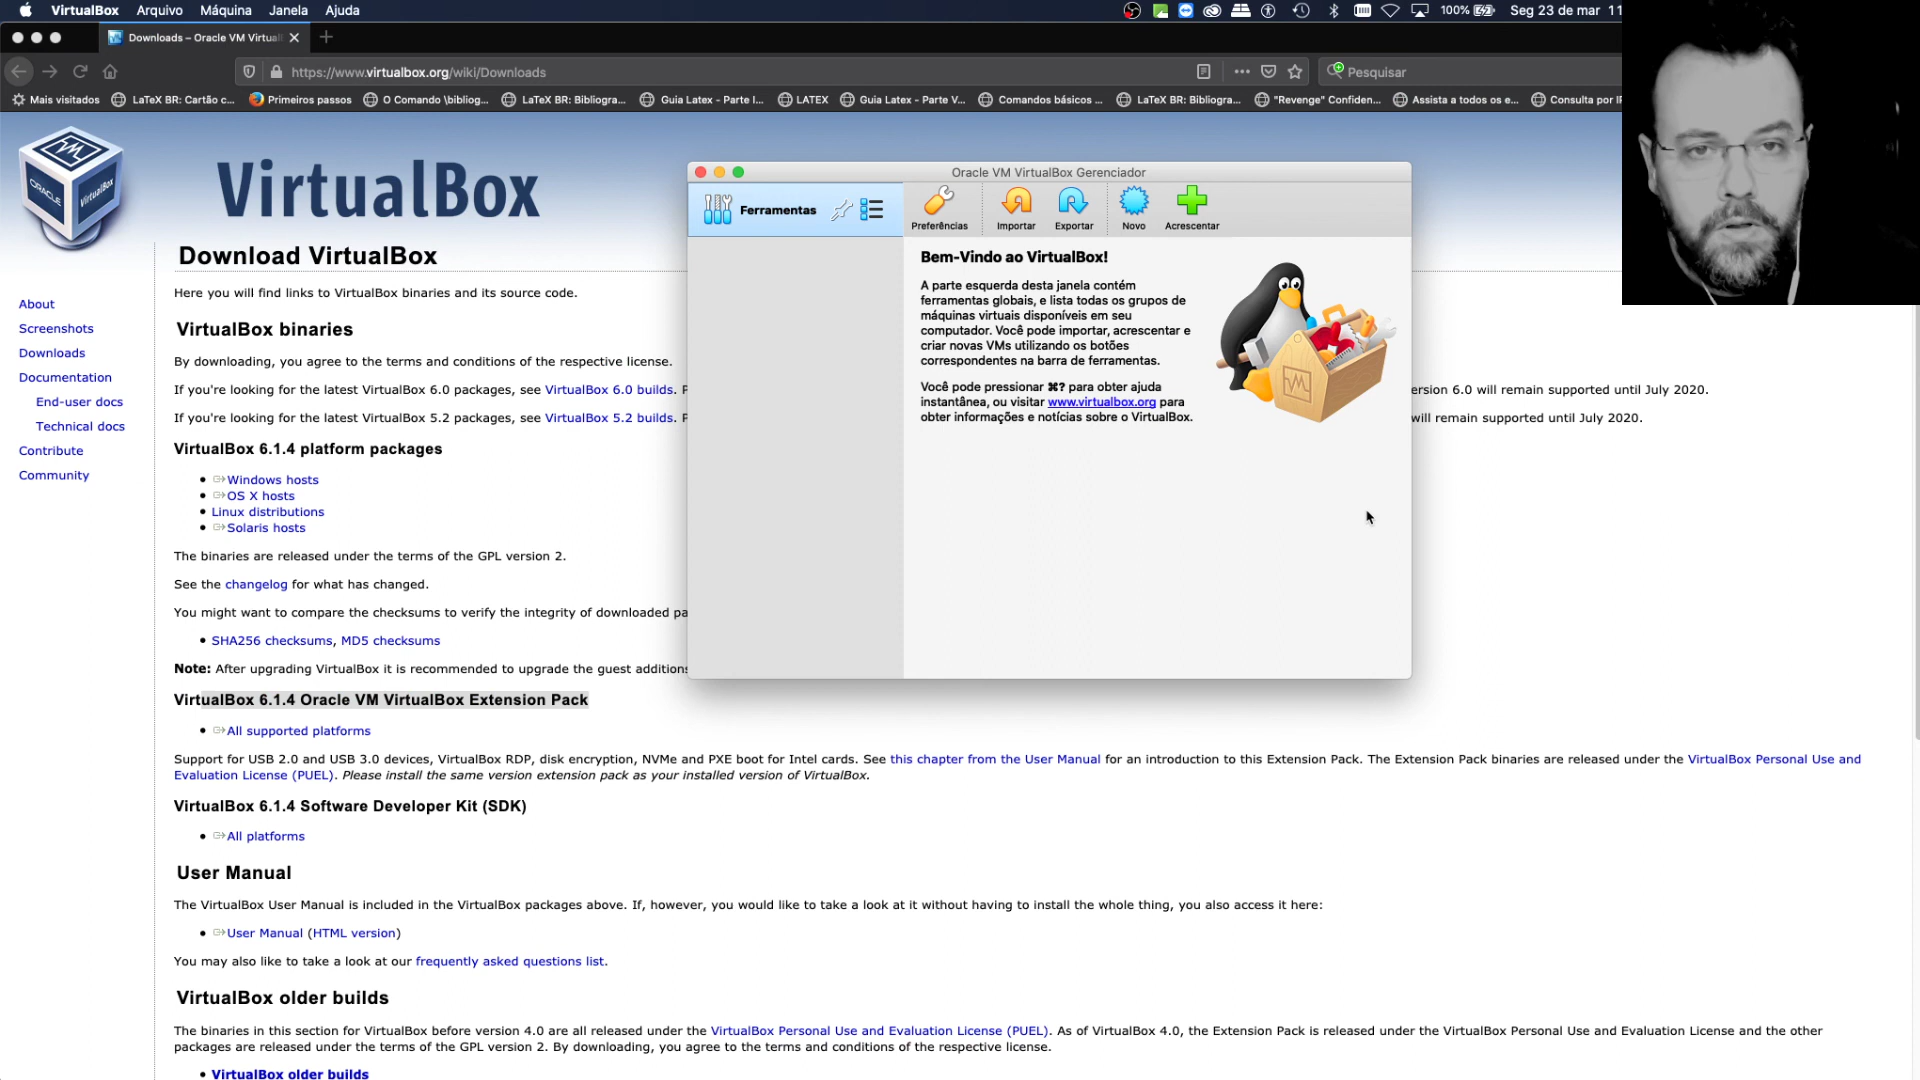 VirtualBox Arquivo Máquina Janela Ajuda 100% Seg 23 de mar 11
Downloads – Oracle VM Virtual
https://www.virtualbox.org/wiki/Downloads Pesquisar
Mais visitados LaTeX BR: Cartão c... Primeiros passos O Comando \bibliog... LaTeX BR: Bibliogra... Guia Latex - Parte I... LATEX Guia Latex - Parte V... Comandos básicos ... LaTeX BR: Bibliogra... "Revenge" Confiden... Assista a todos os e... Consulta por IF
ORACLE VirtualBox
VirtualBox
Download VirtualBox
Here you will find links to VirtualBox binaries and its source code.
About
Screenshots
Downloads
Documentation
End-user docs
Technical docs
Contribute
Community
VirtualBox binaries
By downloading, you agree to the terms and conditions of the respective license.
If you're looking for the latest VirtualBox 6.0 packages, see VirtualBox 6.0 builds. P ersion 6.0 will remain supported until July 2020.
If you're looking for the latest VirtualBox 5.2 packages, see VirtualBox 5.2 builds. P will remain supported until July 2020.
VirtualBox 6.1.4 platform packages
Windows hosts
OS X hosts
Linux distributions
Solaris hosts
The binaries are released under the terms of the GPL version 2.
See the changelog for what has changed.
You might want to compare the checksums to verify the integrity of downloaded pa
SHA256 checksums, MD5 checksums
Note: After upgrading VirtualBox it is recommended to upgrade the guest additions
VirtualBox 6.1.4 Oracle VM VirtualBox Extension Pack
All supported platforms
Support for USB 2.0 and USB 3.0 devices, VirtualBox RDP, disk encryption, NVMe and PXE boot for Intel cards. See this chapter from the User Manual for an introduction to this Extension Pack. The Extension Pack binaries are released under the VirtualBox Personal Use and
Evaluation License (PUEL). Please install the same version extension pack as your installed version of VirtualBox.
VirtualBox 6.1.4 Software Developer Kit (SDK)
All platforms
User Manual
The VirtualBox User Manual is included in the VirtualBox packages above. If, however, you would like to take a look at it without having to install the whole thing, you also access it here:
User Manual (HTML version)
You may also like to take a look at our frequently asked questions list.
VirtualBox older builds
The binaries in this section for VirtualBox before version 4.0 are all released under the VirtualBox Personal Use and Evaluation License (PUEL). As of VirtualBox 4.0, the Extension Pack is released under the VirtualBox Personal Use and Evaluation License and the other
packages are released under the terms of the GPL version 2. By downloading, you agree to the terms and conditions of the respective license.
VirtualBox older builds
Oracle VM VirtualBox Gerenciador
Ferramentas
Preferências Importar Exportar Novo Acrescentar
Bem-Vindo ao VirtualBox!
A parte esquerda desta janela contém
ferramentas globais, e lista todas os grupos de
máquinas virtuais disponíveis em seu
computador. Você pode importar, acrescentar e
criar novas VMs utilizando os botões
correspondentes na barra de ferramentas.
Você pode pressionar ⌘? para obter ajuda
instantânea, ou visitar www.virtualbox.org para
obter informações e notícias sobre o VirtualBox.